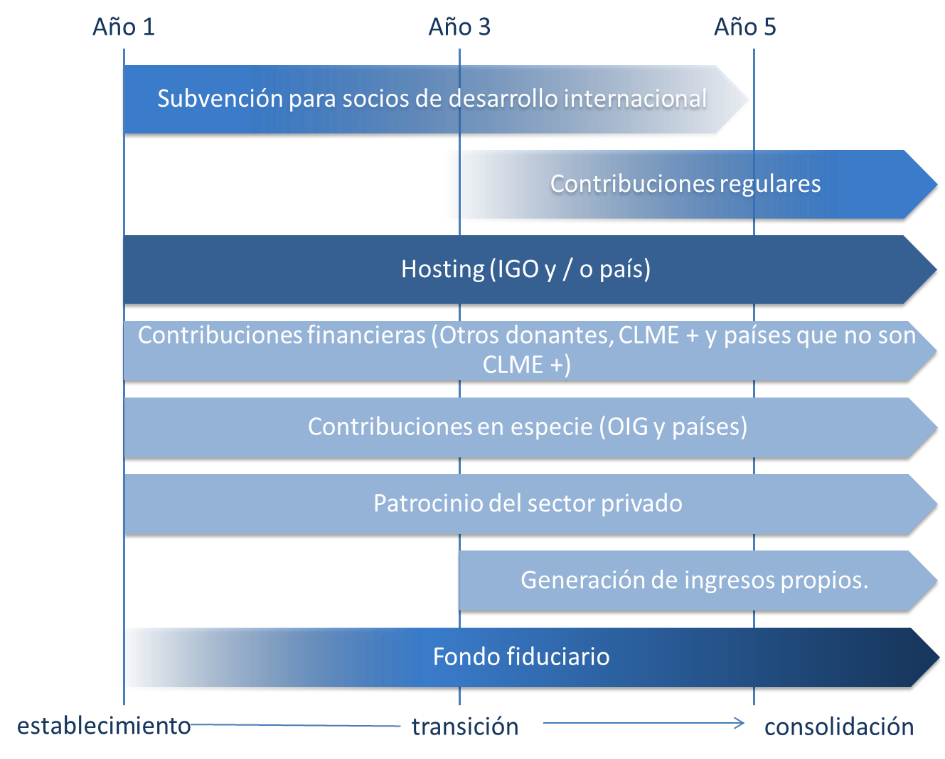 Año 1
Año 3
Año 5
Subvención para socios de desarrollo internacional
Contribuciones regulares
Hosting (IGO y / o país)
Contribuciones financieras (Otros donantes, CLME + y países que no son
CLME +)
Contribuciones en especie (OIG y países)
Patrocinio del sector privado
Generación de ingresos propios.
Fondo fiduciario
establecimiento
transición
consolidación